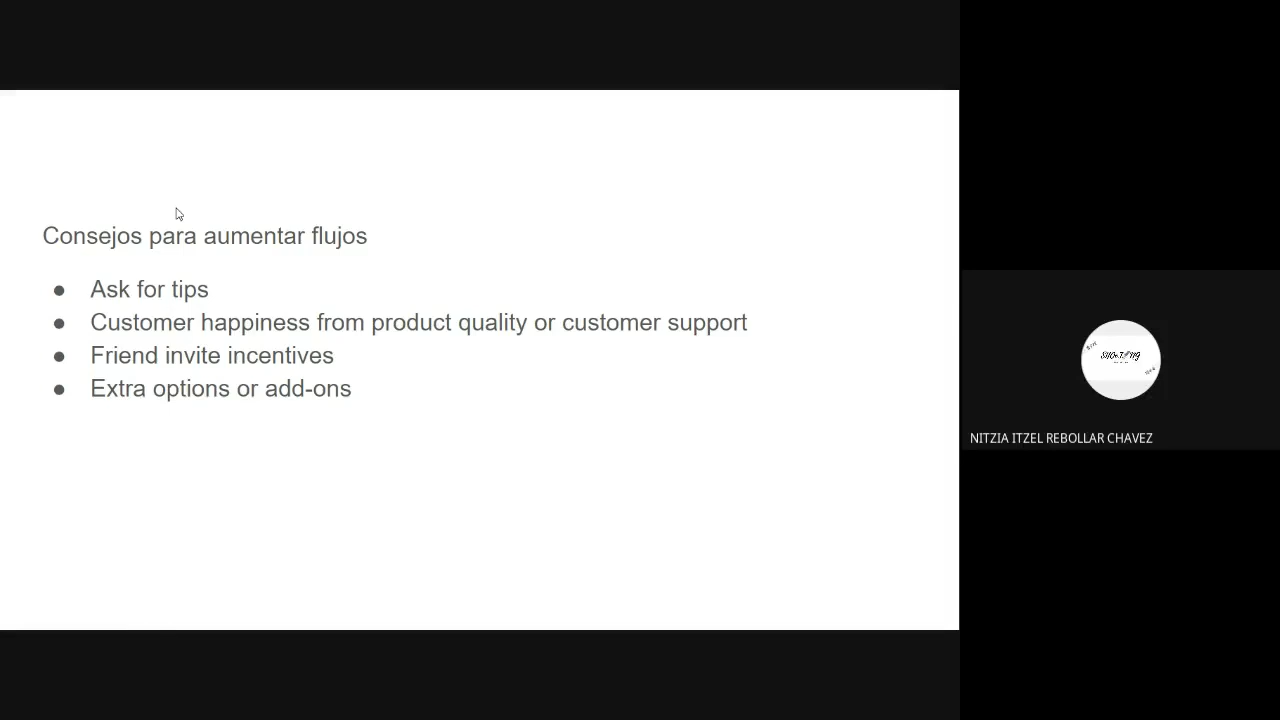 Consejos para aumentar flujos
● Ask for tips
● Customer happiness from product quality or customer support
● Friend invite incentives
● Extra options or add-ons
NITZIA ITZEL REBOLLAR CHAVEZ